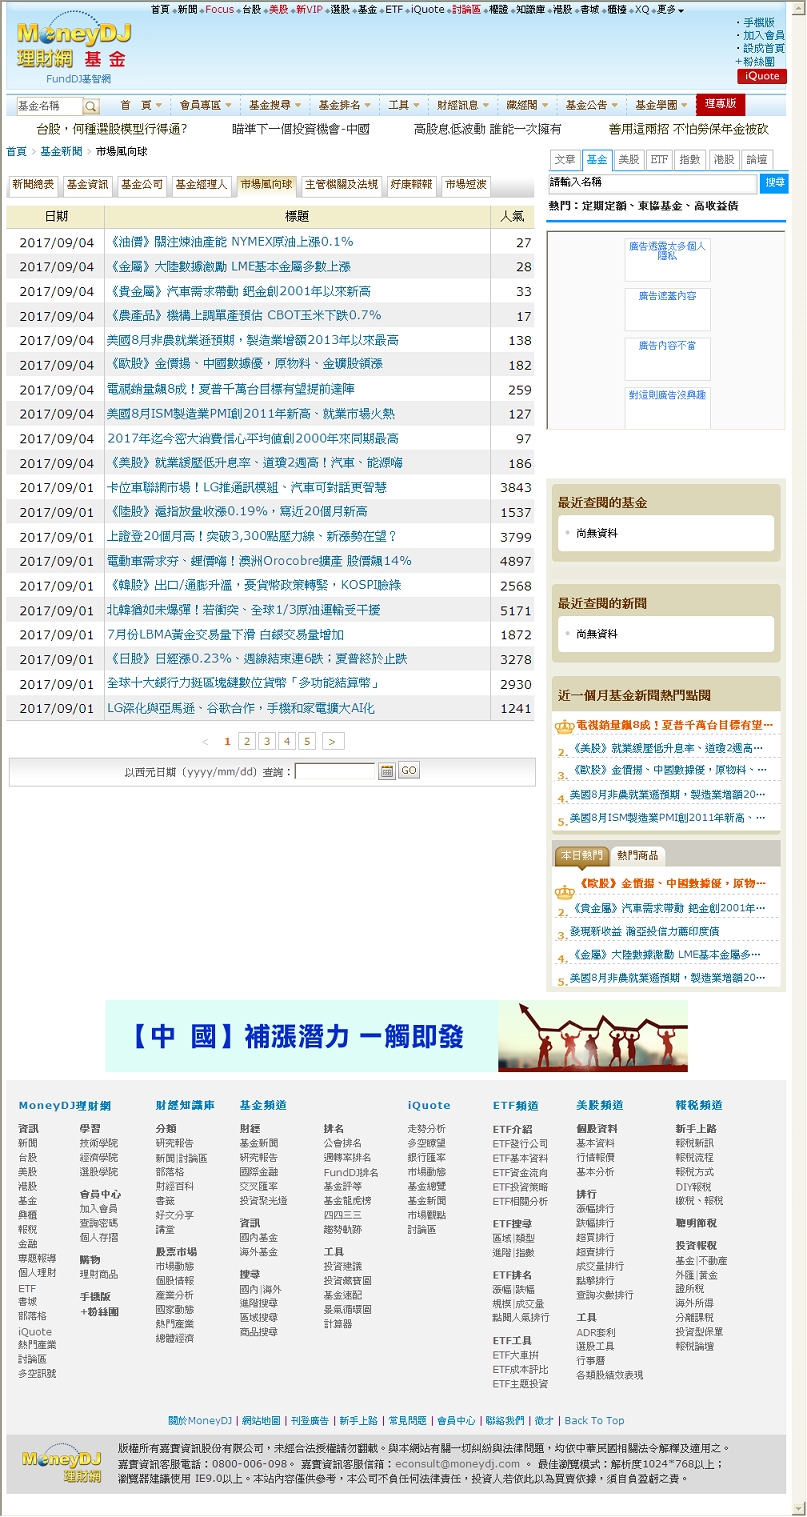 首頁 新聞 Focus 台股 美股 新VIP 選股 基金 ETF iQuote 討論區 權證 知識庫 港股 書城 櫃檯 XQ 更多
MoneyDJ
理財網 基金
FundDJ基智網
· 手機版
· 加入會員
· 設成首頁
+ 粉絲團
iQuote
基金名稱 首 頁 會員專區 基金搜尋 基金排名 工具 財經訊息 藏經閣 基金公告 基金學園 理專版
台股，何種選股模型行得通? 瞄準下一個投資機會-中國 高股息低波動 誰能一次擁有 善用這兩招 不怕勞保年金被砍
首頁 › 基金新聞 › 市場風向球
新聞總表 基金資訊 基金公司 基金經理人 市場風向球 主管機關及法規 好康報報 市場短波
日期 標題 人氣
2017/09/04 《油價》關注煉油產能 NYMEX原油上漲0.1% 27
2017/09/04 《金屬》大陸數據激勵 LME基本金屬多數上漲 28
2017/09/04 《貴金屬》汽車需求帶動 鈀金創2001年以來新高 33
2017/09/04 《農產品》機構上調單產預估 CBOT玉米下跌0.7% 17
2017/09/04 美國8月非農就業遜預期，製造業增額2013年以來最高 138
2017/09/04 《歐股》金價揚、中國數據優，原物料、金礦股領漲 182
2017/09/04 電視銷量飆8成！夏普千萬台目標有望提前達陣 259
2017/09/04 美國8月ISM製造業PMI創2011年新高、就業市場火熱 127
2017/09/04 2017年迄今密大消費信心平均值創2000年來同期最高 97
2017/09/04 《美股》就業緩壓低升息率、道瓊2週高！汽車、能源嗨 186
2017/09/01 卡位車聯網市場！LG推通訊模組、汽車可對話更智慧 3843
2017/09/01 《陸股》滬指放量收漲0.19%，寫近20個月新高 1537
2017/09/01 上證登20個月高！突破3,300點壓力線、新漲勢在望？ 3799
2017/09/01 電動車需求夯、鋰價嗨！澳洲Orocobre擴產 股價飆14% 4897
2017/09/01 《韓股》出口/通膨升溫，憂貨幣政策轉緊，KOSPI臉綠 2568
2017/09/01 北韓猶如未爆彈！若衝突、全球1/3原油運輸受干擾 5171
2017/09/01 7月份LBMA黃金交易量下滑 白銀交易量增加 1872
2017/09/01 《日股》日經漲0.23%、週線結束連6跌；夏普終於止跌 3278
2017/09/01 全球十大銀行力挺區塊鏈數位貨幣「多功能結算幣」 2930
2017/09/01 LG深化與亞馬遜、谷歌合作，手機和家電擴大AI化 1241
< 1 2 3 4 5 >
以西元日期（yyyy/mm/dd）查詢： GO
文章 基金 美股 ETF 指數 港股 論壇
請輸入名稱 搜尋
熱門：定期定額、東協基金、高收益債
廣告透露太多個人
隱私
廣告遮蓋內容
廣告內容不當
對這則廣告沒興趣
最近查閱的基金
尚無資料
最近查閱的新聞
尚無資料
近一個月基金新聞熱門點閱
電視銷量飆8成！夏普千萬台目標有望⋯
2. 《美股》就業緩壓低升息率、道瓊2週高⋯
3. 《歐股》金價揚、中國數據優，原物料、⋯
4. 美國8月非農就業遜預期，製造業增額20⋯
5. 美國8月ISM製造業PMI創2011年新高、⋯
本日熱門 熱門商品
《歐股》金價揚、中國數據優，原物⋯
2. 《貴金屬》汽車需求帶動 鈀金創2001年⋯
3. 發現新收益 瀚亞投信力薦印度債
4. 《金屬》大陸數據激勵 LME基本金屬多⋯
5. 美國8月非農就業遜預期，製造業增額20⋯
【中 國】補漲潛力 一觸即發
MoneyDJ理財網
資訊
新聞
台股
美股
港股
基金
興櫃
報稅
金融
專題報導
個人理財
ETF
書城
部落格
iQuote
熱門產業
討論區
多空訊號
學習
技術學院
經濟學院
選股學院
會員中心
加入會員
查詢密碼
個人存摺
購物
理財商品
手機版
+粉絲團
財經知識庫
分類
研究報告
新聞|討論區
部落格
財經百科
書籤
好文分享
講堂
股票市場
市場動態
個股情報
產業分析
國家動態
熱門產業
總體經濟
基金頻道
財經
基金新聞
研究報告
國際金融
交叉匯率
投資聚光燈
資訊
國內基金
海外基金
搜尋
國內|海外
進階搜尋
區域搜尋
商品搜尋
排名
公會排名
週轉率排名
FundDJ排名
基金評等
基金龍虎榜
四四三三
趨勢軌跡
工具
投資建議
投資藏寶圖
基金速配
景氣循環圖
計算器
iQuote
走勢分析
多空瞭望
銀行匯率
市場動態
基金總覽
基金新聞
市場觀點
討論區
ETF頻道
ETF介紹
ETF發行公司
ETF基本資料
ETF資金流向
ETF投資策略
ETF相關分析
ETF搜尋
區域|類型
進階|指數
ETF排名
漲幅|跌幅
規模|成交量
點閱人氣排行
ETF工具
ETF大車拚
ETF成本評比
ETF主題投資
美股頻道
個股資料
基本資料
行情報價
基本分析
排行
漲幅排行
跌幅排行
超買排行
超賣排行
成交量排行
點擊排行
查詢次數排行
工具
ADR套利
選股工具
行事曆
各類股績效表現
報稅頻道
新手上路
報稅新訊
報稅流程
報稅方式
DIY報稅
繳稅、報稅
聰明節稅
投資報稅
基金|不動產
外匯|黃金
證所稅
海外所得
分離課稅
投資型保單
報稅論壇
關於MoneyDJ | 網站地圖 | 刊登廣告 | 新手上路 | 常見問題 | 會員中心 | 聯絡我們 | 徵才 | Back To Top
MoneyDJ
理財網
版權所有嘉實資訊股份有限公司，未經合法授權請勿翻載。與本網站有關一切糾紛與法律問題，均依中華民國相關法令解釋及適用之。
嘉實資訊客服電話：0800-006-098。 嘉實資訊客服信箱：econsult@moneydj.com 。 最佳瀏覽模式：解析度1024*768以上；
瀏覽器建議使用 IE9.0以上。本站內容僅供參考，本公司不負任何法律責任，投資人若依此以為買賣依據，須自負盈虧之責。